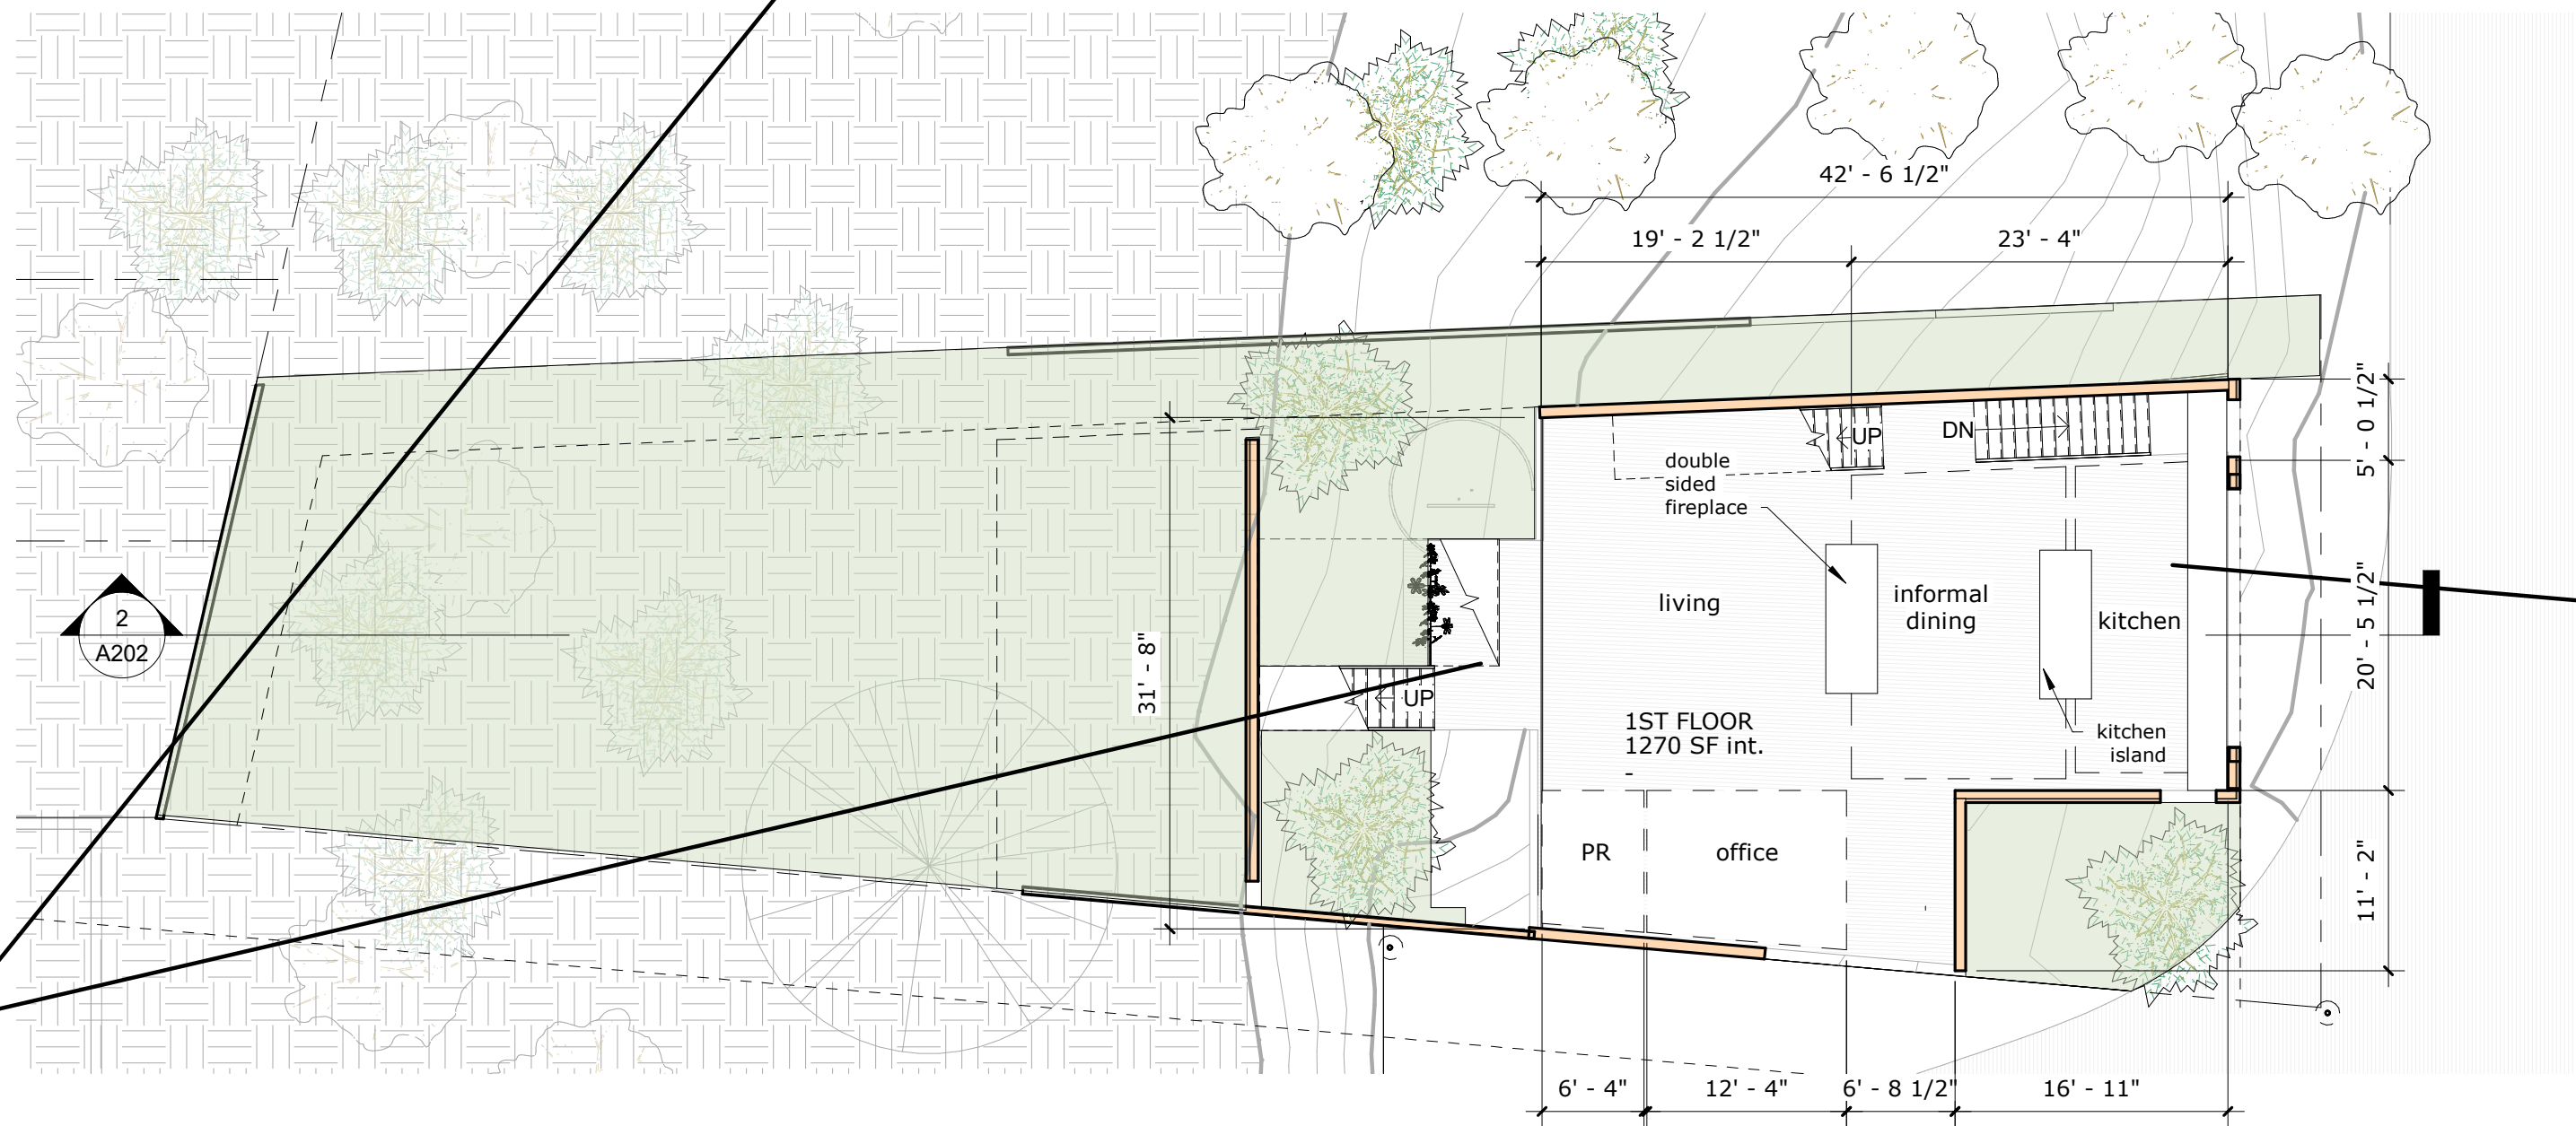 42' - 6 1/2"
19' - 2 1/2"
23' - 4"
5' - 0 1/2"
UP
DN
double
sided
fireplace
20' - 5 1/2"
living
informal
dining
kitchen
2
A202
31' - 8"
UP
1ST FLOOR
1270 SF int.
-
kitchen
island
PR
office
11' - 2"
6' - 4"
12' - 4"
6' - 8 1/2"
16' - 11"